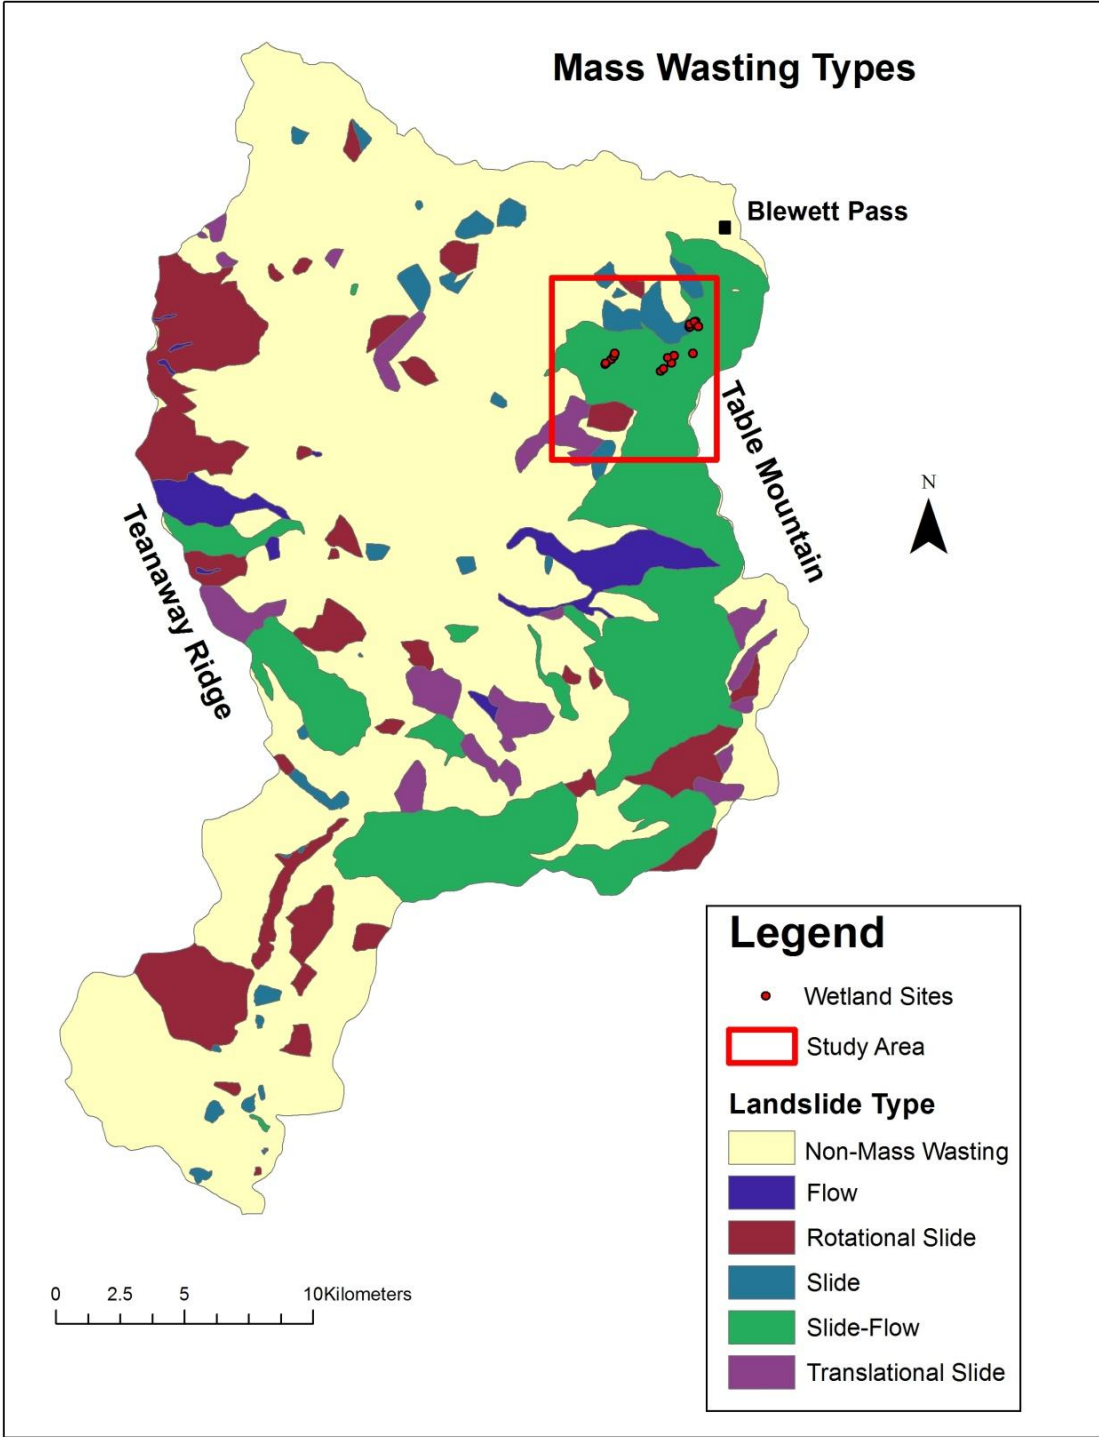 Mass Wasting Types
Blewett Pass
Table Mountain
N
Teanaway Ridge
Legend
Wetland Sites
Study Area
Landslide Type
Non-Mass Wasting
Flow
Rotational Slide
Slide
Slide-Flow
Translational Slide
0 2.5 5 10Kilometers